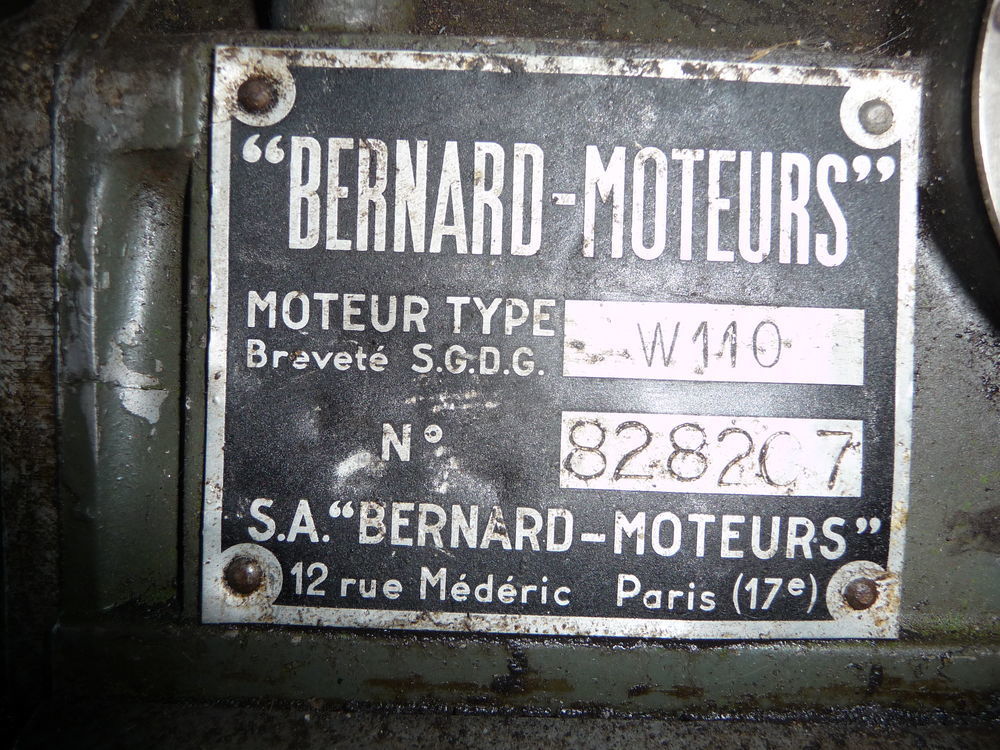 “BERNARD-MOTEURS”
MOTEUR TYPE W110
Breveté S.G.D.G.
N° 828207
S.A. “BERNARD-MOTEURS”
12 rue Médéric Paris (17e)